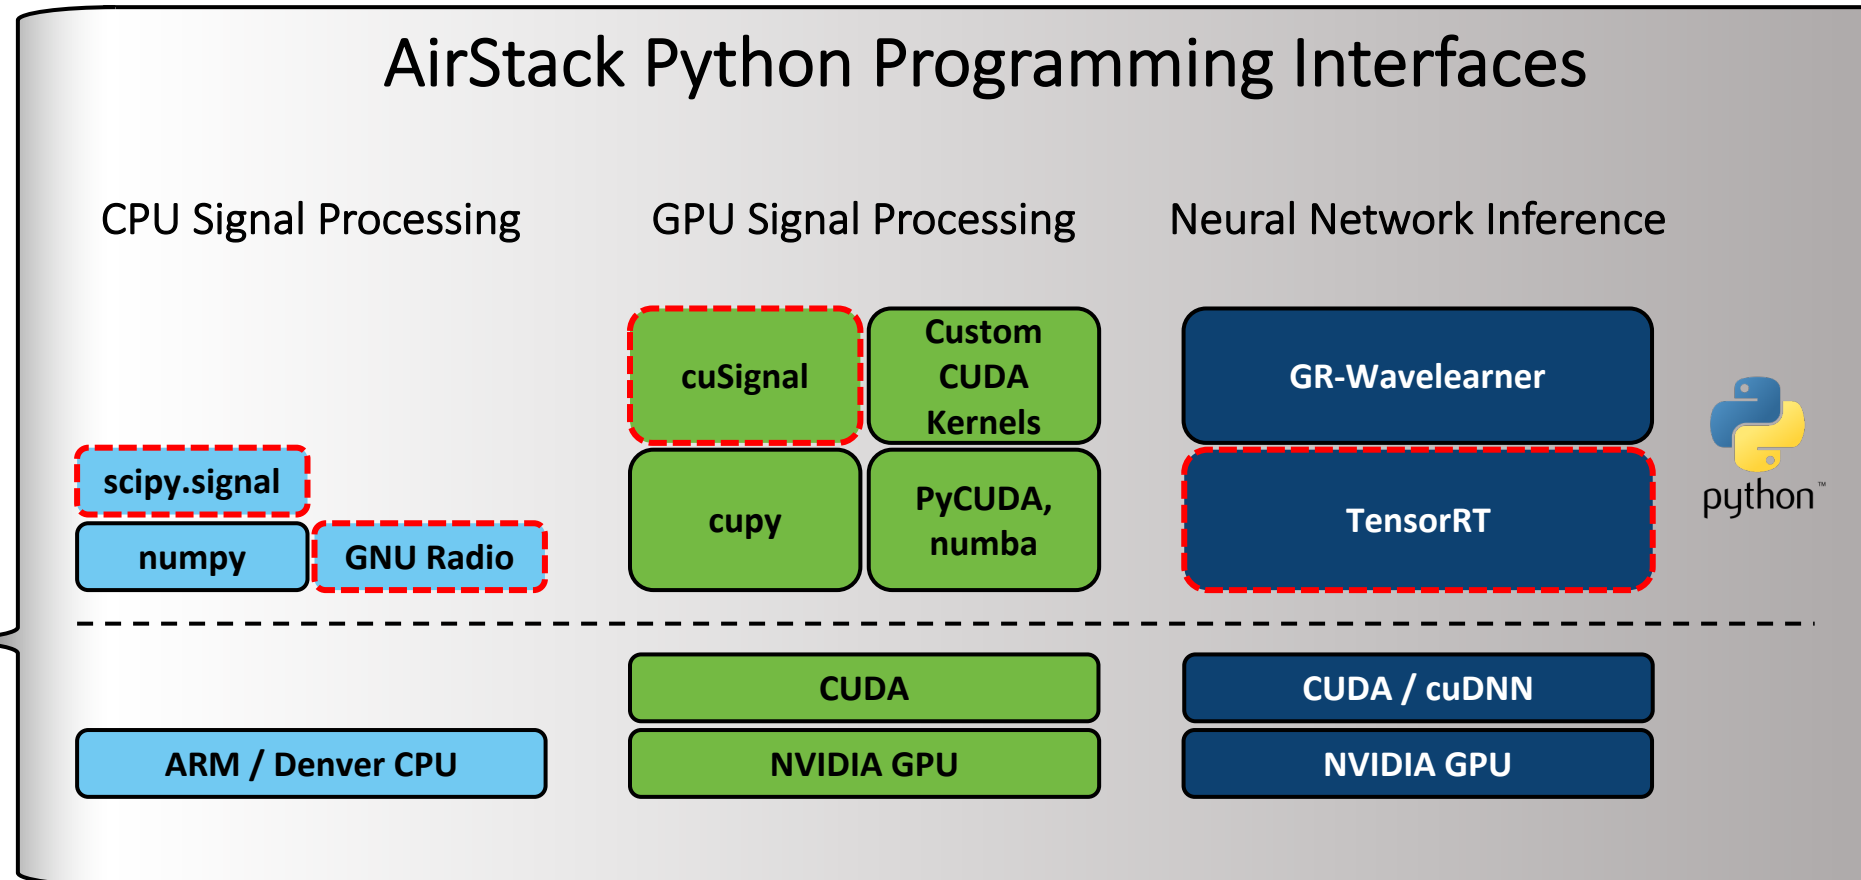 AirStack Python Programming Interfaces
CPU Signal Processing
GPU Signal Processing
Neural Network Inference
scipy.signal
numpy
GNU Radio
ARM / Denver CPU
cuSignal
Custom
CUDA
Kernels
cupy
PyCUDA,
numba
CUDA
NVIDIA GPU
GR-Wavelearner
TensorRT
CUDA / cuDNN
NVIDIA GPU
python™